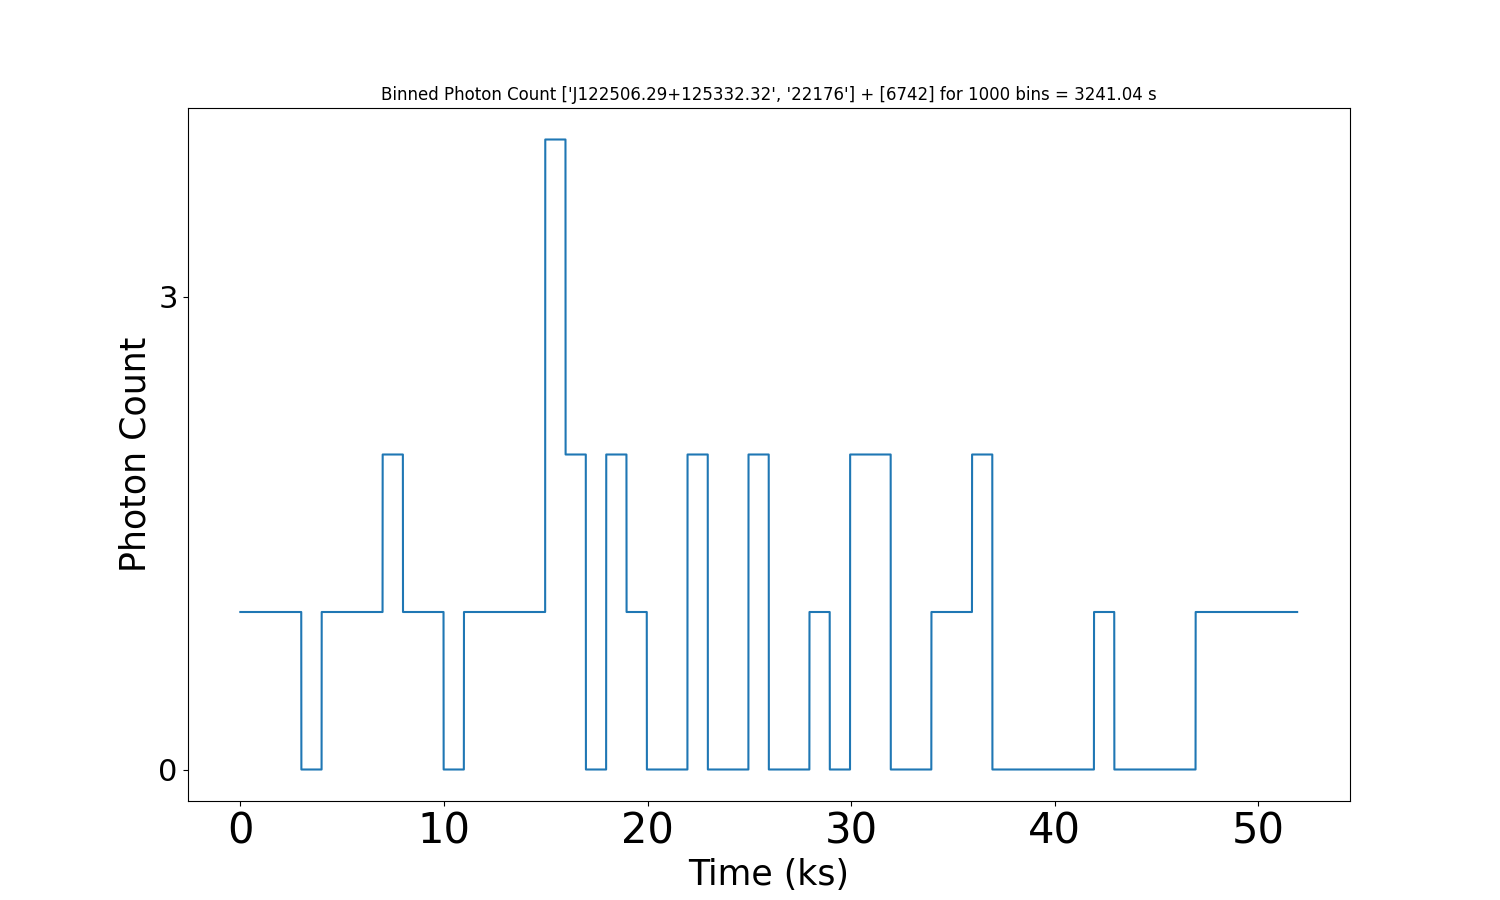 Binned Photon Count ['J122506.29+125332.32', '22176'] + [6742] for 1000 bins = 3241.04 s
3
0
Photon Count
0 10 20 30 40 50
Time (ks)